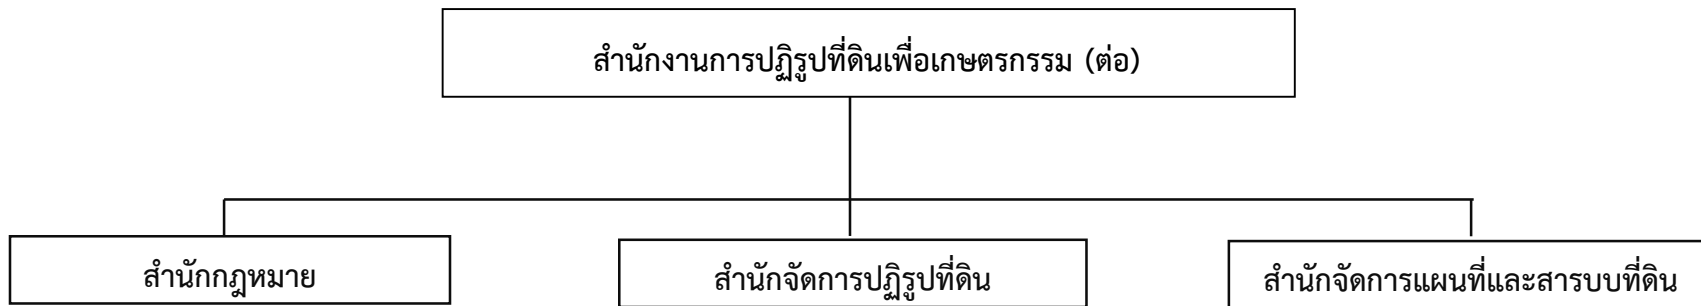 สำนักงานการปฏิรูปที่ดินเพื่อเกษตรกรรม (ต่อ)
สำนักกฎหมาย
สำนักจัดการปฏิรูปที่ดิน
สำนักจัดการแผนที่และสารบบที่ดิน